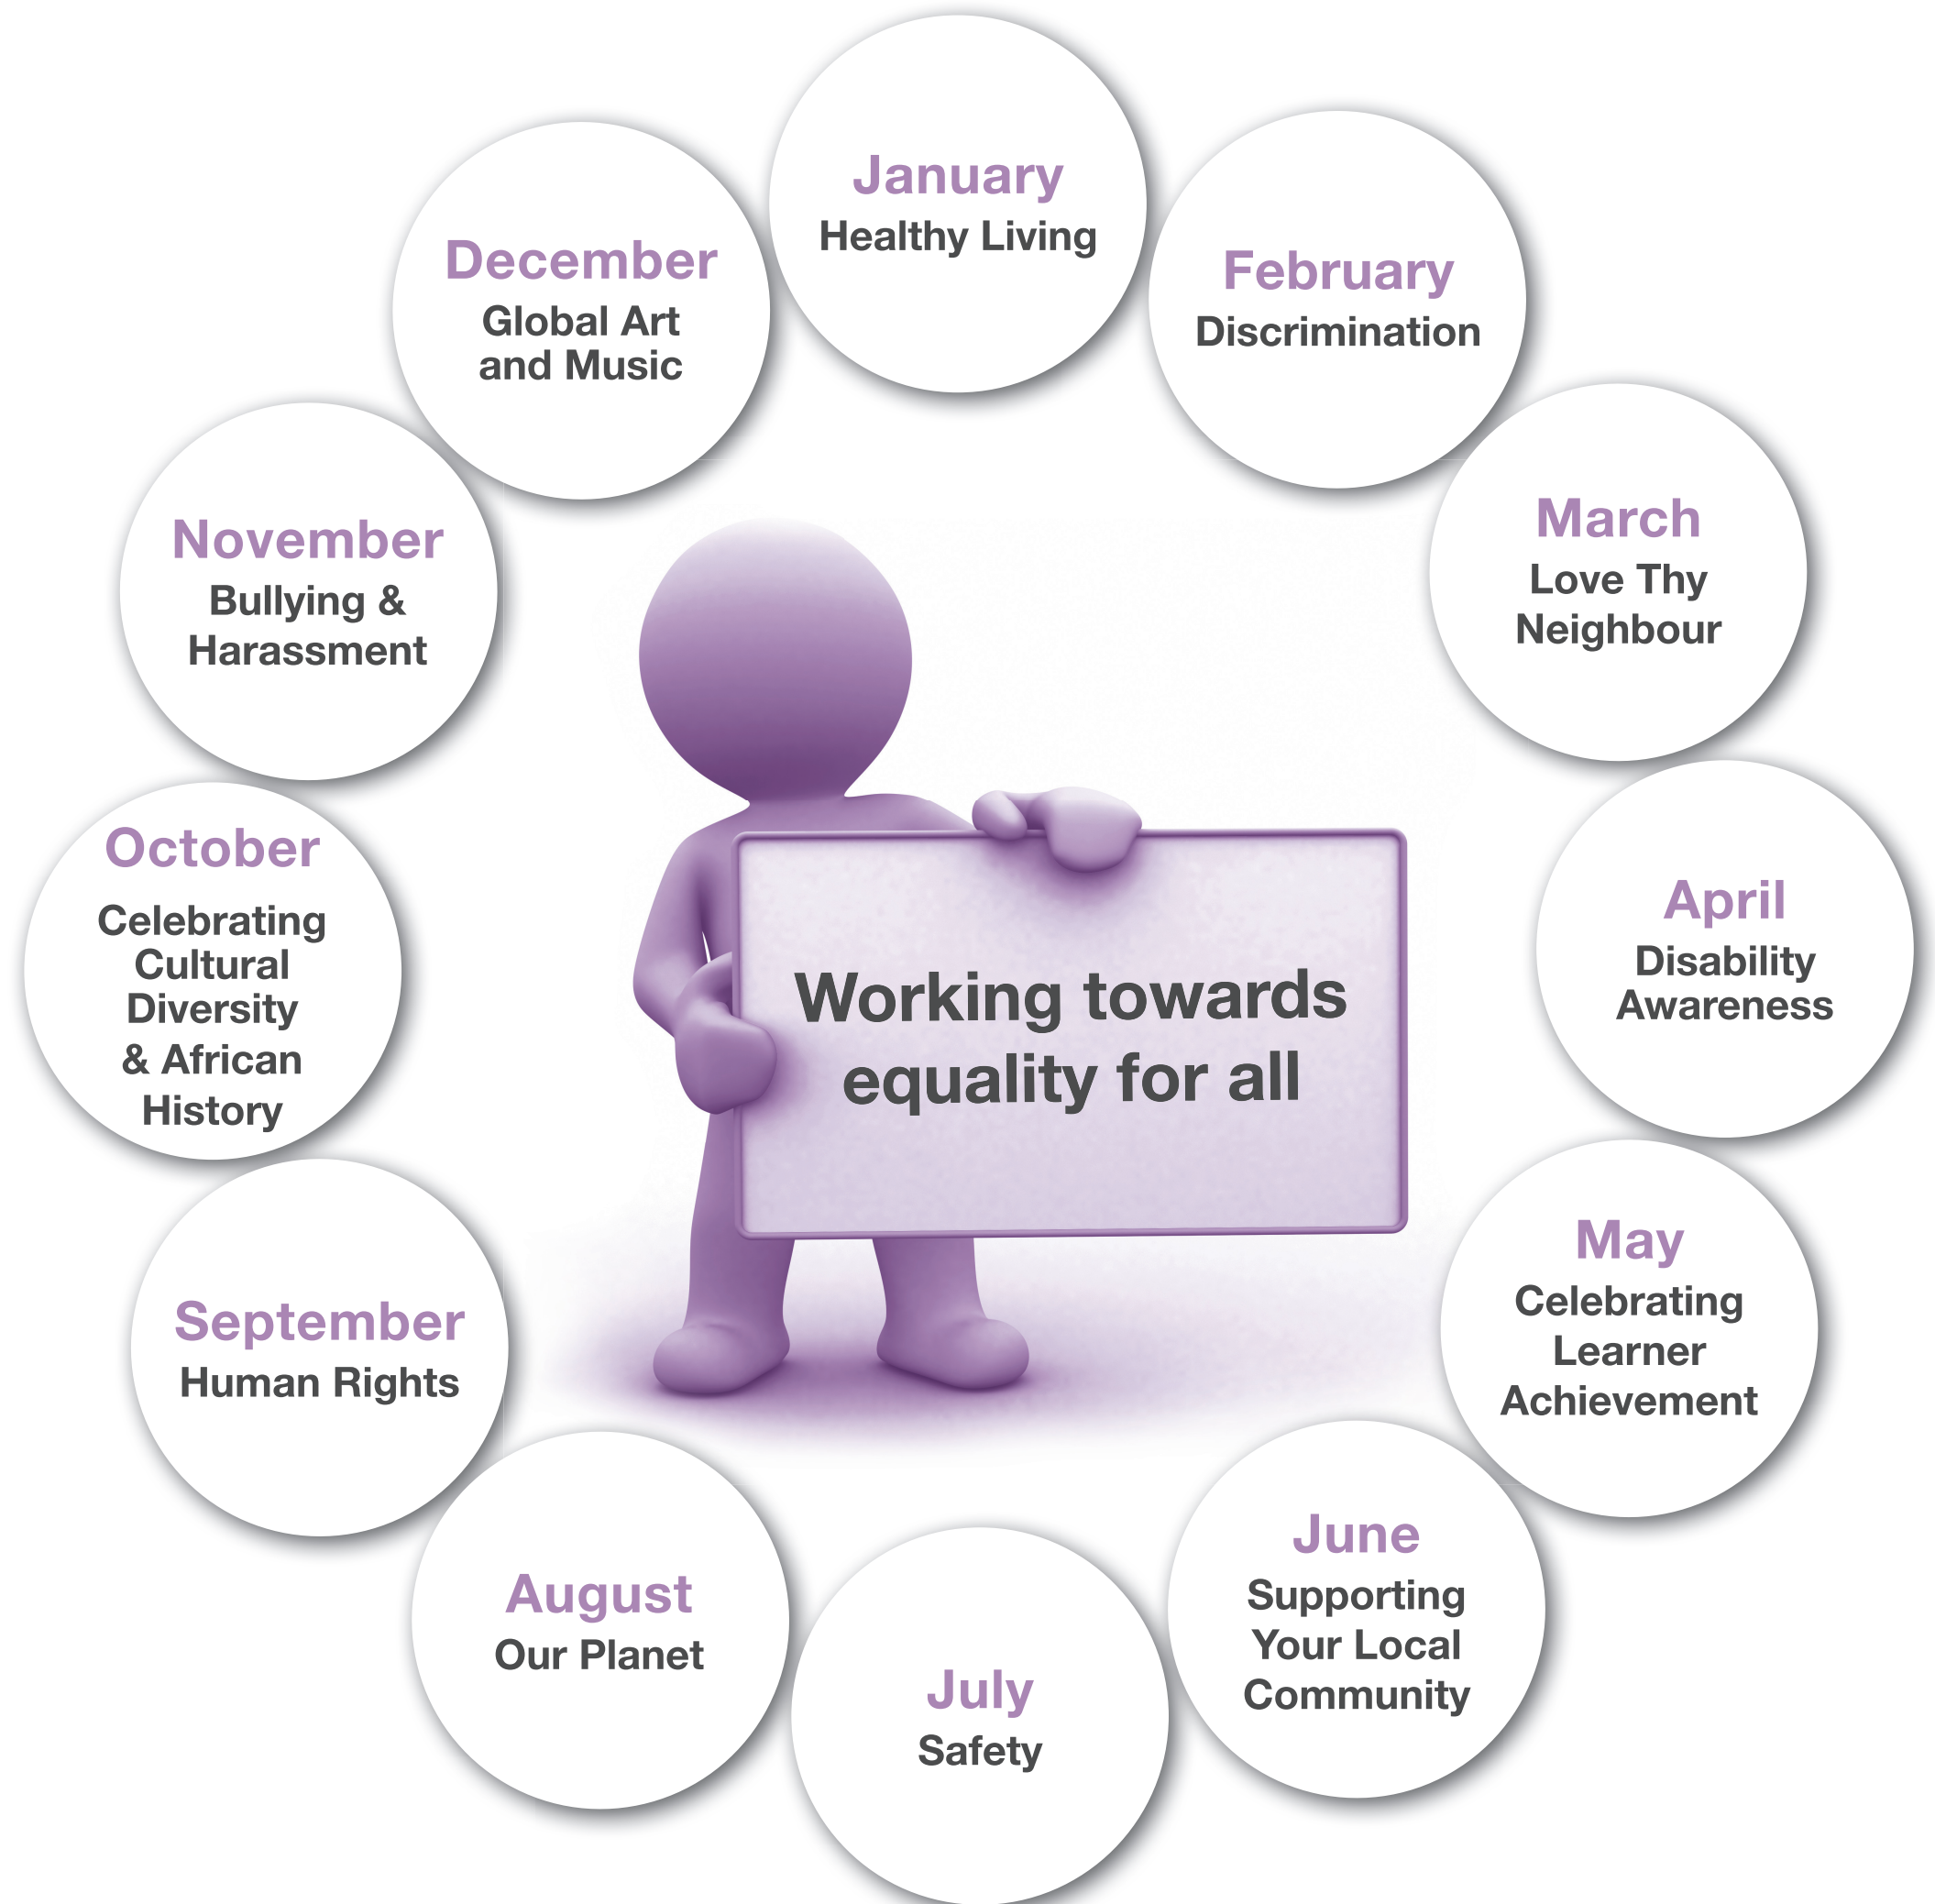 January
Healthy Living
February
Discrimination
March
Love Thy
Neighbour
April
Disability
Awareness
May
Celebrating
Learner
Achievement
June
Supporting
Your Local
Community
July
Safety
August
Our Planet
September
Human Rights
October
Celebrating
Cultural
Diversity
& African
History
November
Bullying &
Harassment
December
Global Art
and Music
Working towards
equality for all